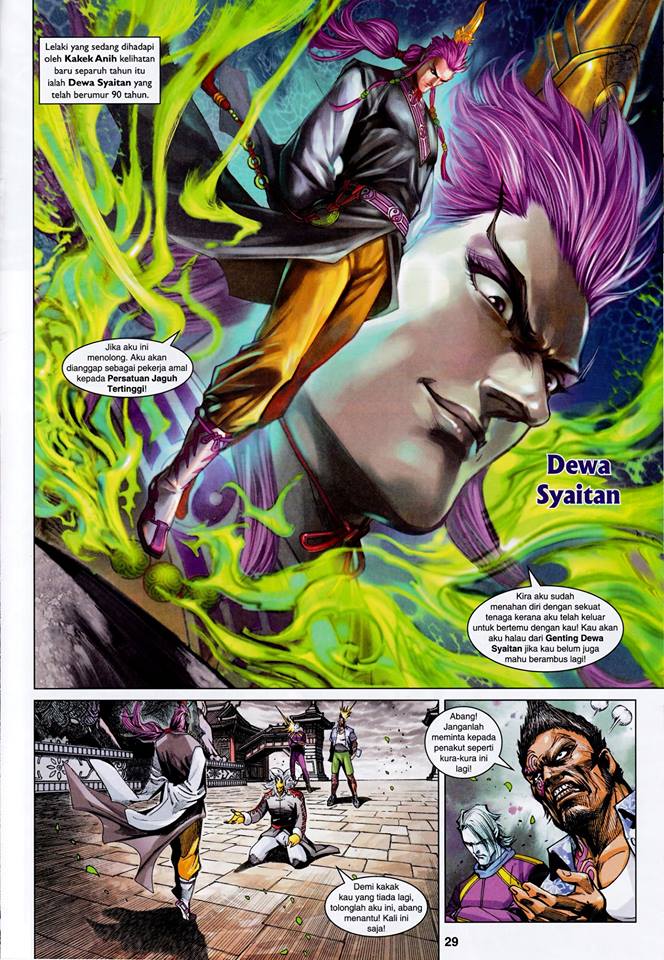 Lelaki yang sedang dihadapi
oleh Kakek Anih kelihatan
baru separuh tahun itu
ialah Dewa Syaitan yang
telah berumur 90 tahun.
Jika aku ini
menolong. Aku akan
dianggap sebagai pekerja amal
kepada Persatuan Jaguh
Tertinggi!
Dewa
Syaitan
Kira aku sudah
menahan diri dengan sekuat
tenaga kerana aku telah keluar
untuk bertemu dengan kau! Kau akan
aku halau dari Genting Dewa
Syaitan jika kau belum juga
mahu berambus lagi!
Demi kakak
kau yang tiada lagi,
tolonglah aku ini, abang
menantu! Kali ini
saja!
Abang!
Janganlah
meminta kepada
penakut seperti
kura-kura ini
lagi!
29